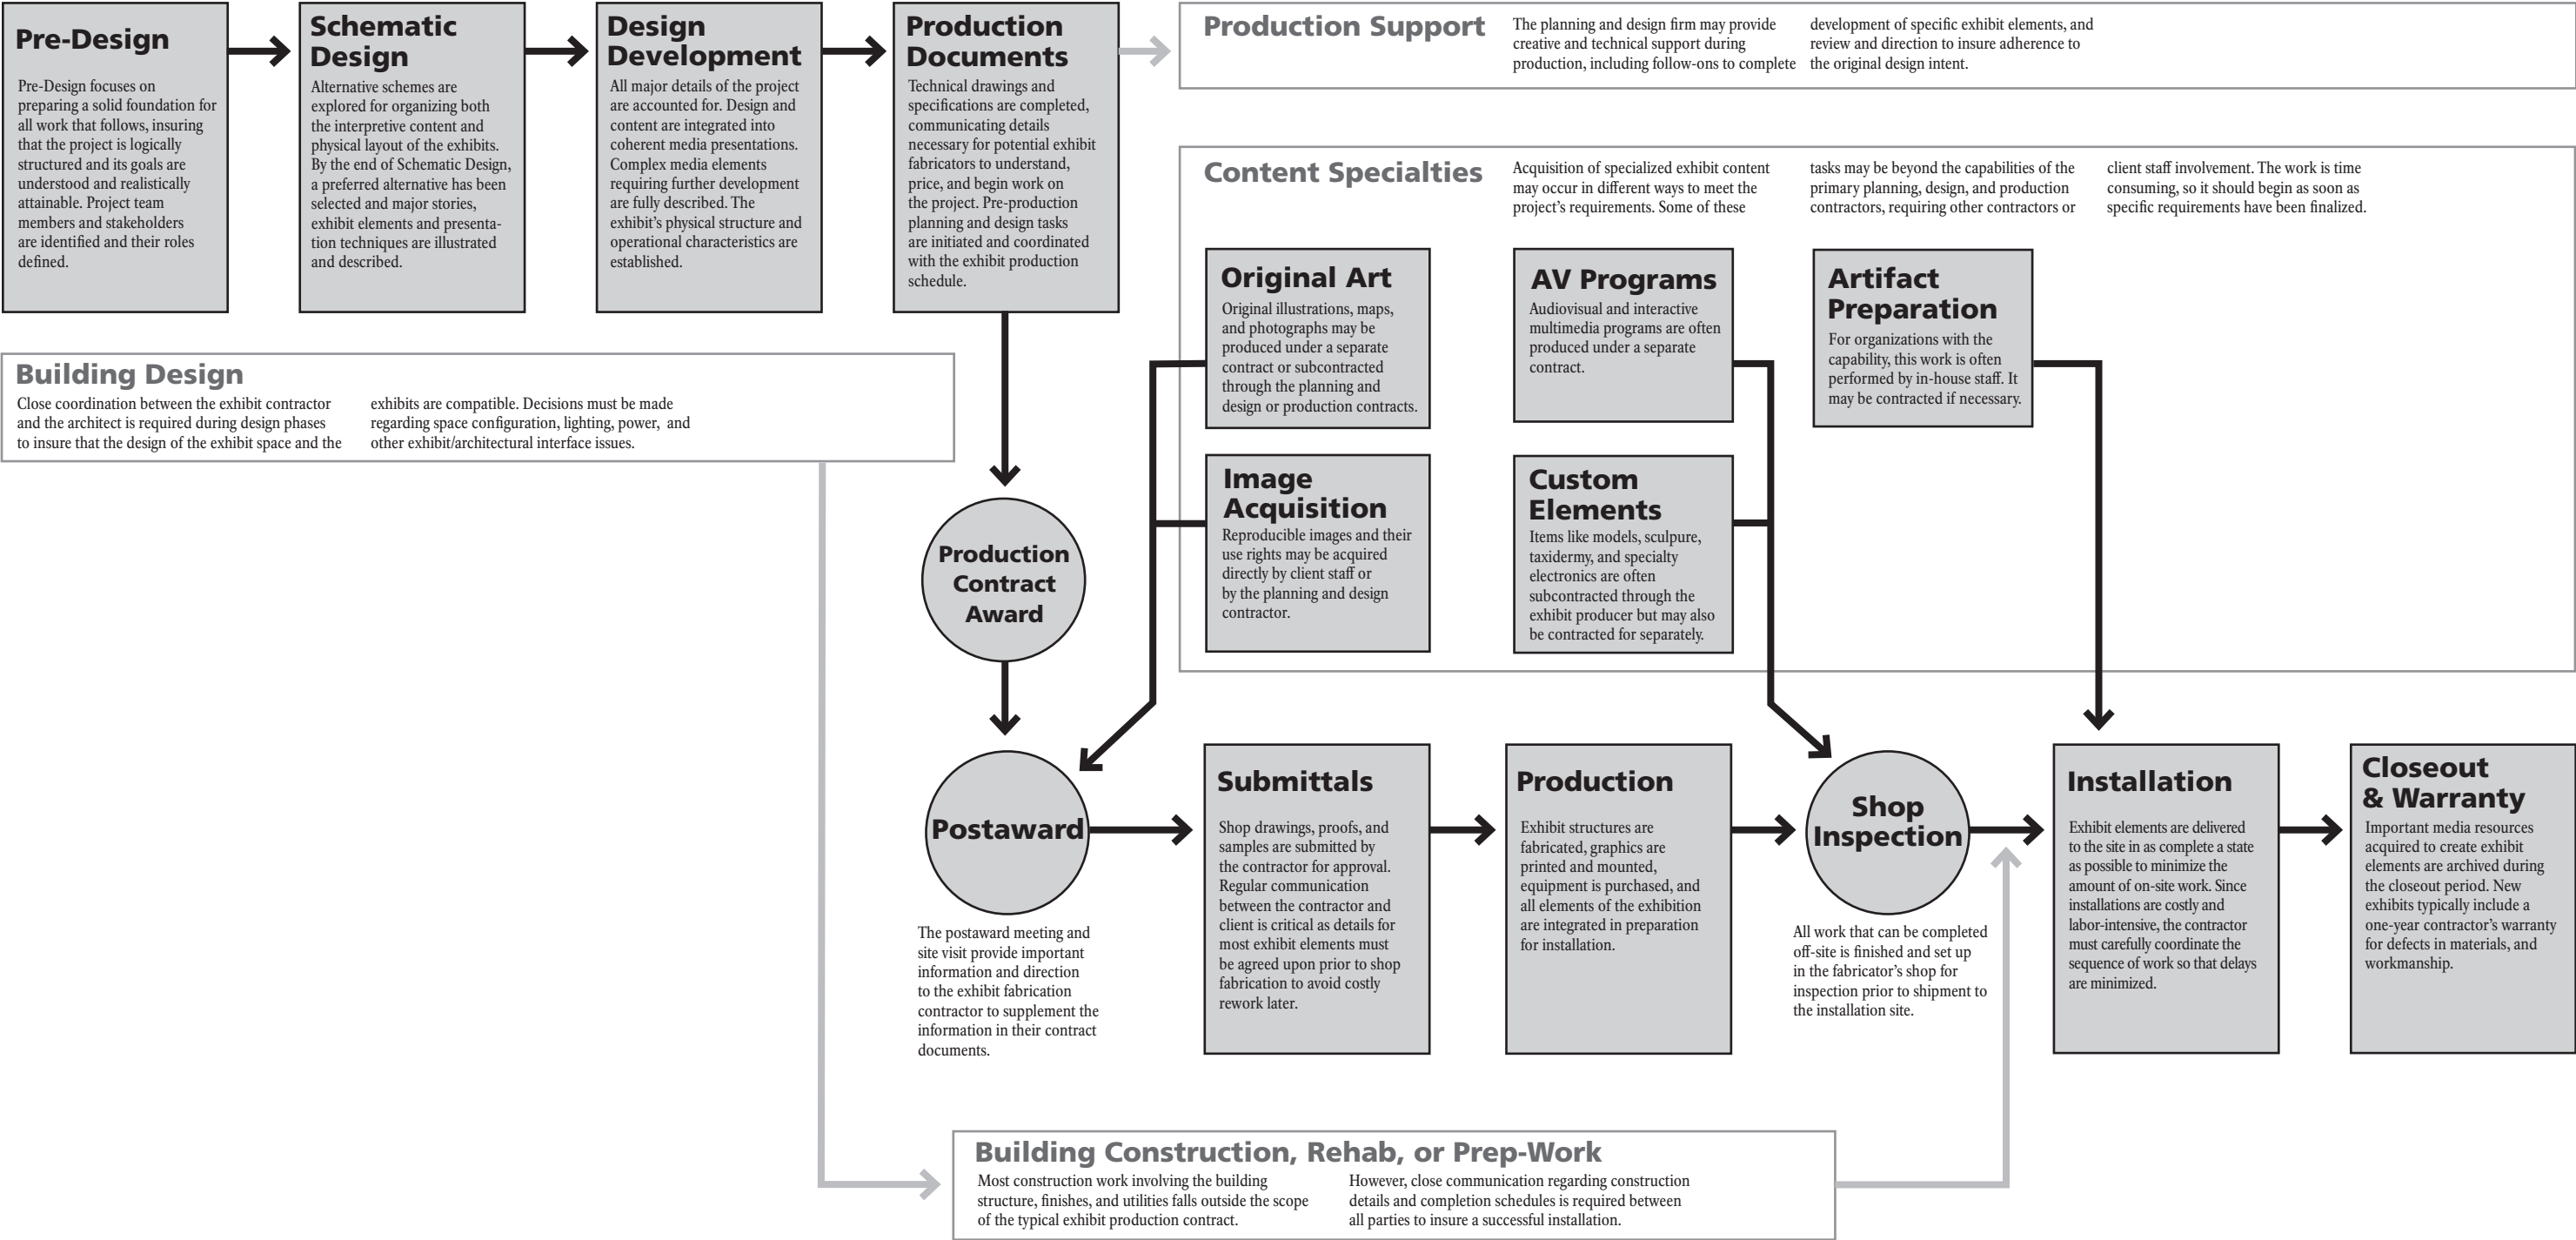 Pre-Design
Pre-Design focuses on
preparing a solid foundation for
all work that follows, insuring
that the project is logically
structured and its goals are
understood and realistically
attainable. Project team
members and stakeholders
are identified and their roles
defined.
Schematic
Design
Alternative schemes are
explored for organizing both
the interpretive content and
physical layout of the exhibits.
By the end of Schematic Design,
a preferred alternative has been
selected and major stories,
exhibit elements and presenta-
tion techniques are illustrated
and described.
Design
Development
All major details of the project
are accounted for. Design and
content are integrated into
coherent media presentations.
Complex media elements
requiring further development
are fully described. The
exhibit's physical structure and
operational characteristics are
established.
Production
Documents
Technical drawings and
specifications are completed,
communicating details
necessary for potential exhibit
fabricators to understand,
price, and begin work on
the project. Pre-production
planning and design tasks
are initiated and coordinated
with the exhibit production
schedule.
Production Support
The planning and design firm may provide
creative and technical support during
production, including follow-ons to complete
development of specific exhibit elements, and
review and direction to insure adherence to
the original design intent.
Content Specialties
Acquisition of specialized exhibit content
may occur in different ways to meet the
project's requirements. Some of these
tasks may be beyond the capabilities of the
primary planning, design, and production
contractors, requiring other contractors or
client staff involvement. The work is time
consuming, so it should begin as soon as
specific requirements have been finalized.
Original Art
Original illustrations, maps,
and photographs may be
produced under a separate
contract or subcontracted
through the planning and
design or production contracts.
AV Programs
Audiovisual and interactive
multimedia programs are often
produced under a separate
contract.
Artifact
Preparation
For organizations with the
capability, this work is often
performed by in-house staff. It
may be contracted if necessary.
Image
Acquisition
Reproducible images and their
use rights may be acquired
directly by client staff or
by the planning and design
contractor.
Custom
Elements
Items like models, sculpure,
taxidermy, and specialty
electronics are often
subcontracted through the
exhibit producer but may also
be contracted for separately.
Building Design
Close coordination between the exhibit contractor
and the architect is required during design phases
to insure that the design of the exhibit space and the
exhibits are compatible. Decisions must be made
regarding space configuration, lighting, power, and
other exhibit/architectural interface issues.
Production
Contract
Award
Postaward
The postaward meeting and
site visit provide important
information and direction
to the exhibit fabrication
contractor to supplement the
information in their contract
documents.
Submittals
Shop drawings, proofs, and
samples are submitted by
the contractor for approval.
Regular communication
between the contractor and
client is critical as details for
most exhibit elements must
be agreed upon prior to shop
fabrication to avoid costly
rework later.
Production
Exhibit structures are
fabricated, graphics are
printed and mounted,
equipment is purchased, and
all elements of the exhibition
are integrated in preparation
for installation.
Shop
Inspection
All work that can be completed
off-site is finished and set up
in the fabricator's shop for
inspection prior to shipment to
the installation site.
Installation
Exhibit elements are delivered
to the site in as complete a state
as possible to minimize the
amount of on-site work. Since
installations are costly and
labor-intensive, the contractor
must carefully coordinate the
sequence of work so that delays
are minimized.
Closeout
& Warranty
Important media resources
acquired to create exhibit
elements are archived during
the closeout period. New
exhibits typically include a
one-year contractor's warranty
for defects in materials, and
workmanship.
Building Construction, Rehab, or Prep-Work
Most construction work involving the building
structure, finishes, and utilities falls outside the scope
of the typical exhibit production contract.
However, close communication regarding construction
details and completion schedules is required between
all parties to insure a successful installation.